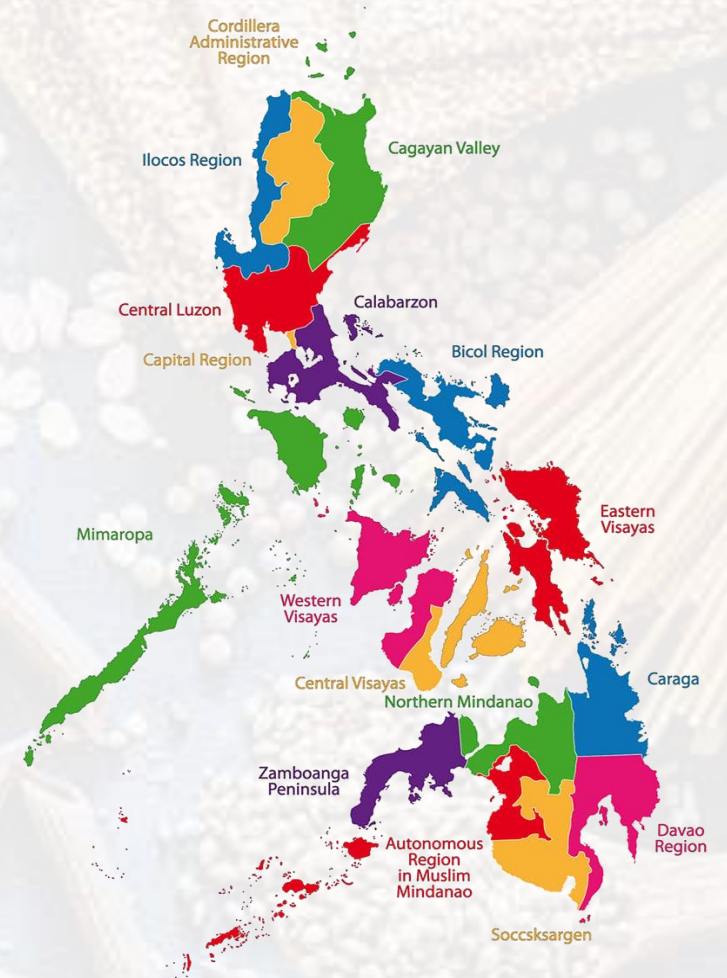 Cordillera
Administrative
Region
Ilocos Region
Cagayan Valley
Central Luzon
Calabarzon
Capital Region
Bicol Region
Mimaropa
Eastern
Visayas
Western
Visayas
Central Visayas
Caraga
Northern Mindanao
Zamboanga
Peninsula
Autonomous
Region
in Muslim
Mindanao
Davao
Region
Soccsksargen